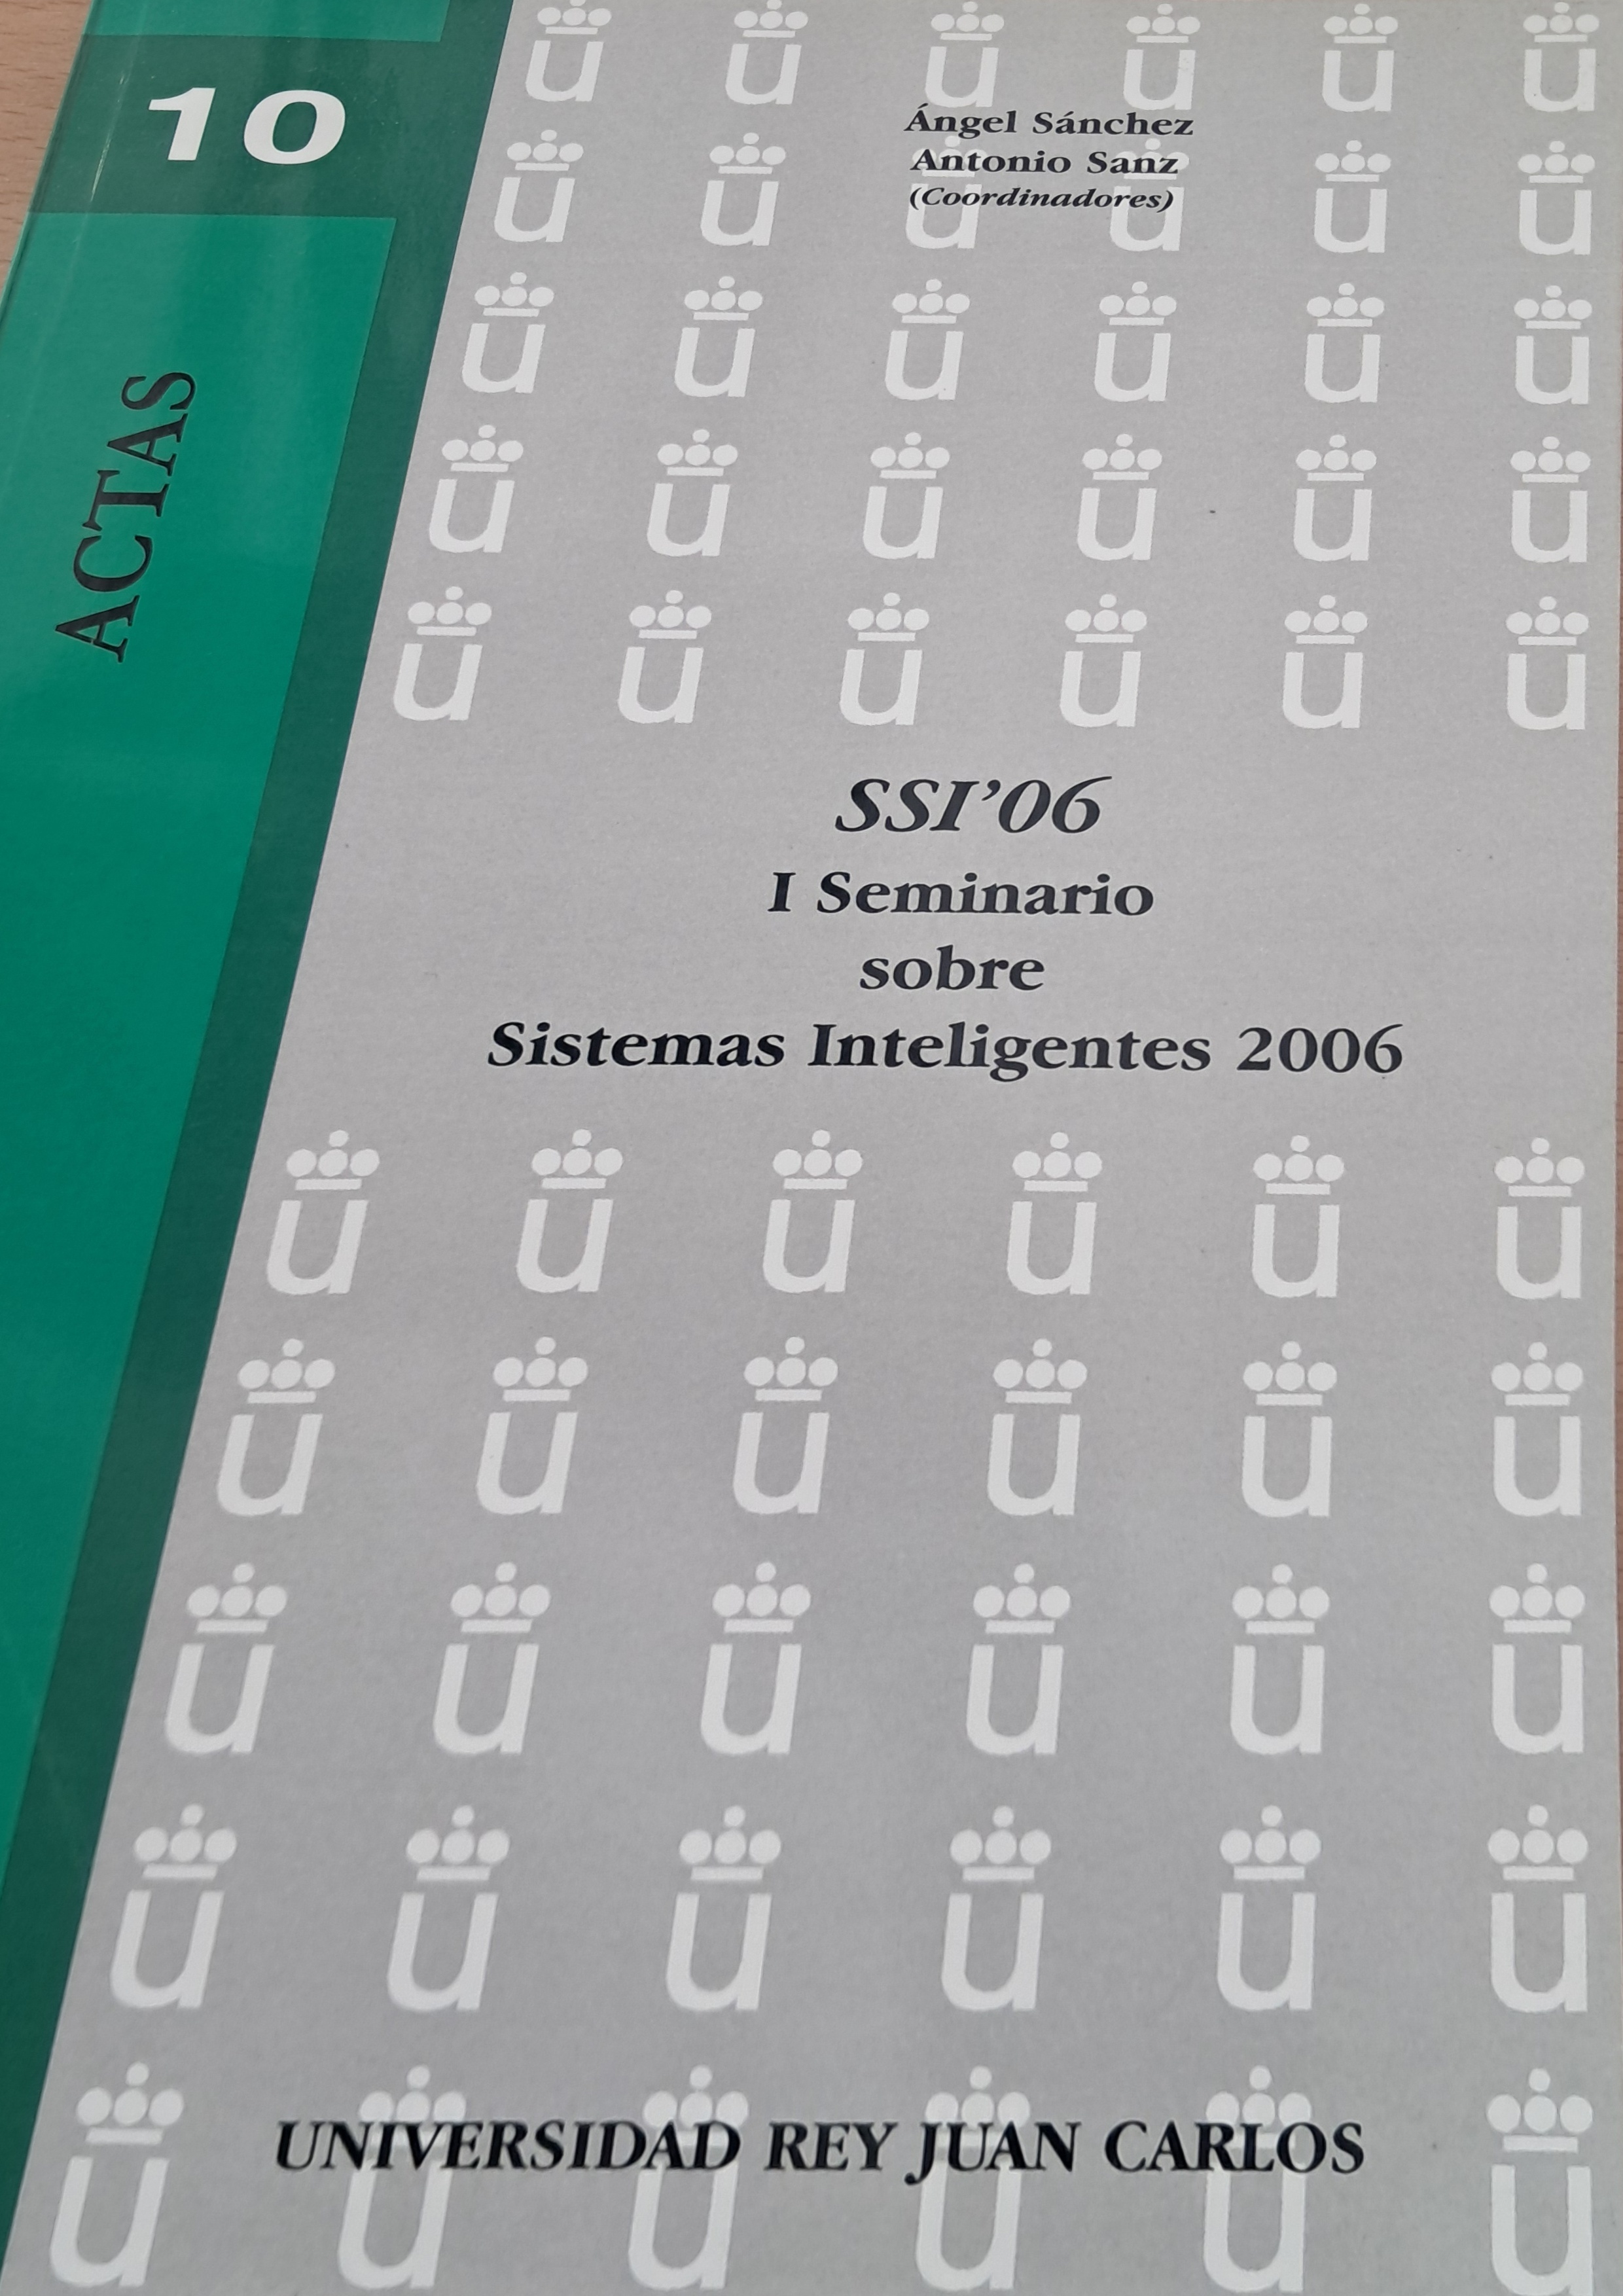 10
ACTAS
Ángel Sánchez
Antonio Sanz
(Coordinadores)
SSI'06
I Seminario
sobre
Sistemas Inteligentes 2006
UNIVERSIDAD REY JUAN CARLOS